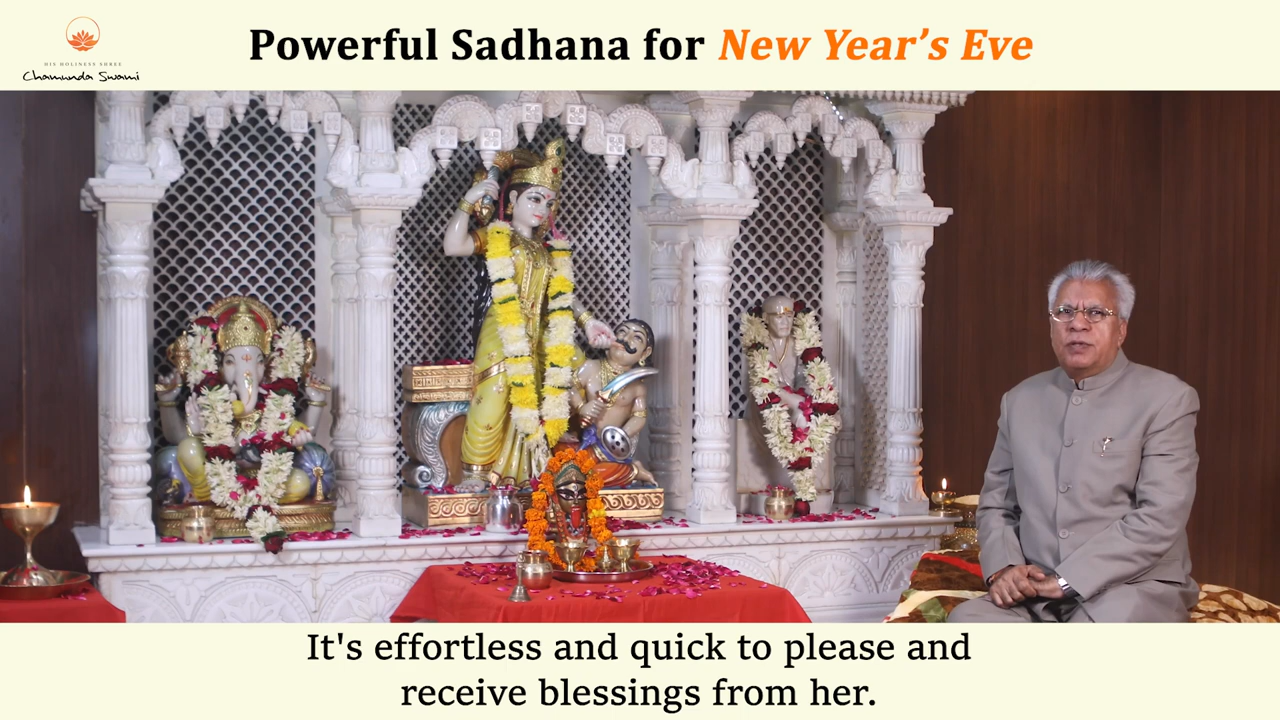 Powerful Sadhana for New Year's Eve
HIS HOLINESS SHREE
Chamunda Swami
It's effortless and quick to please and
receive blessings from her.